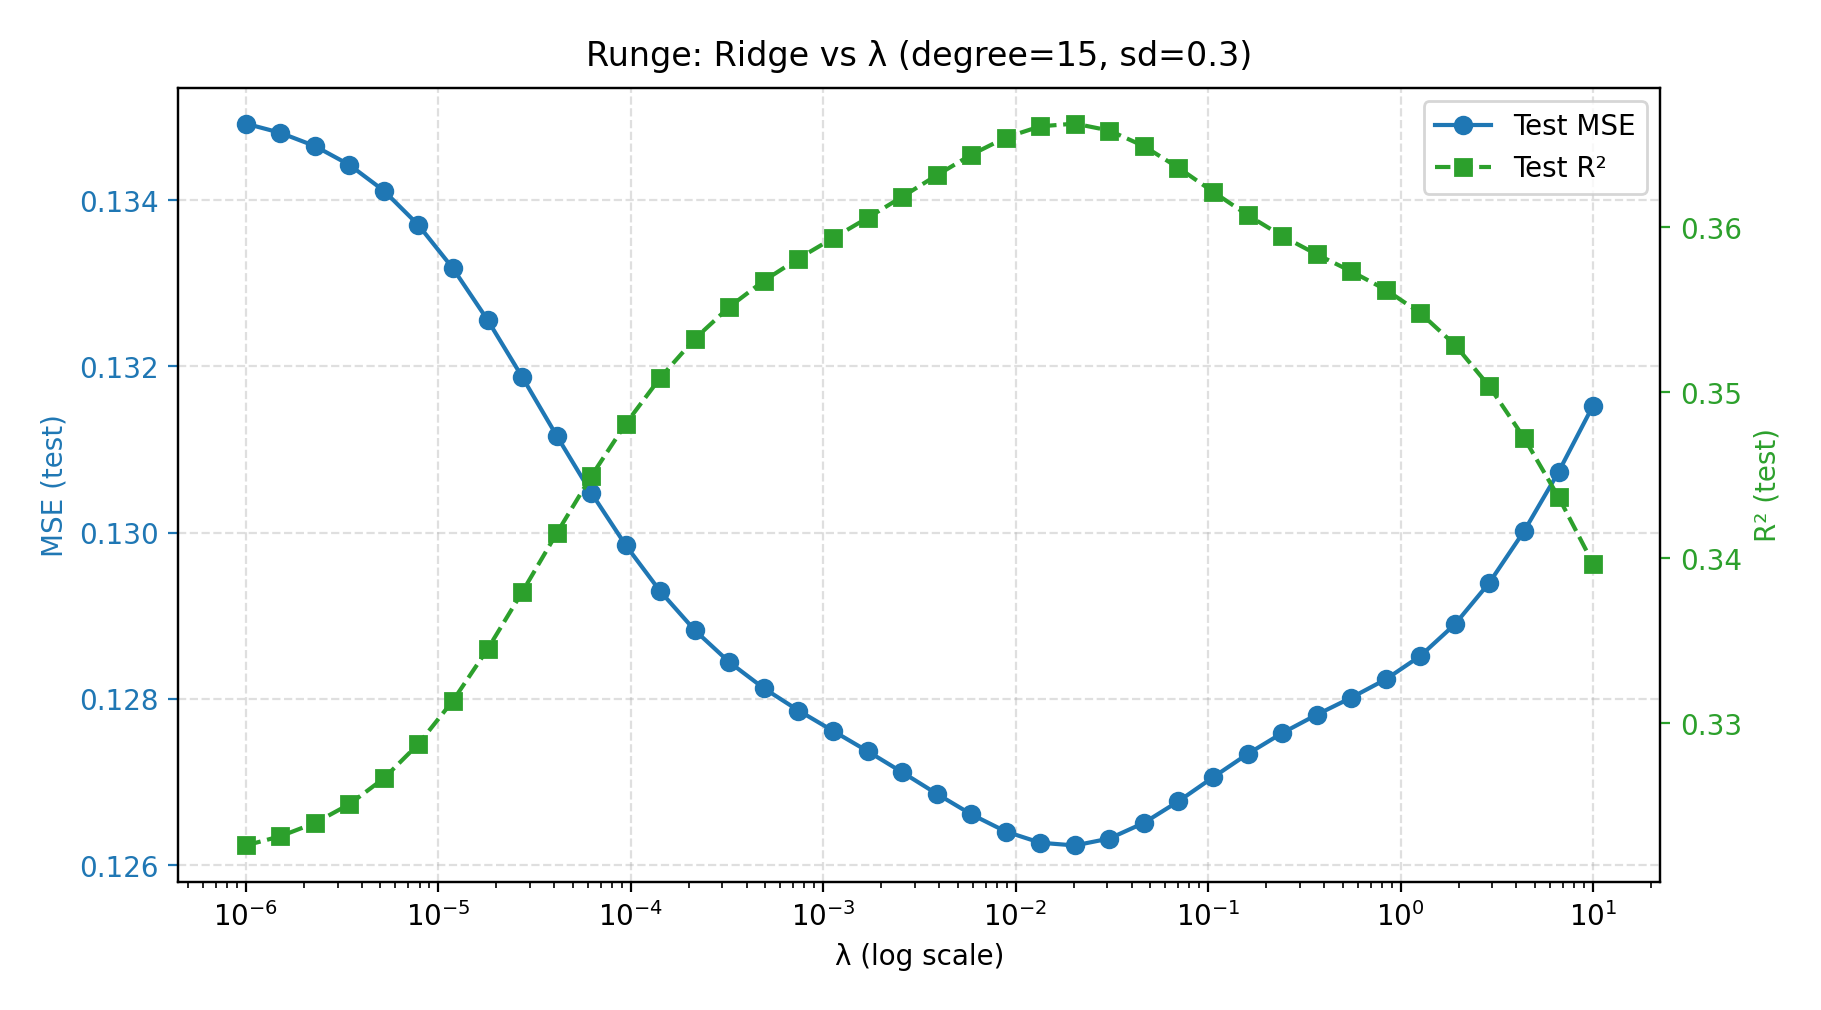 Runge: Ridge vs λ (degree=15, sd=0.3)
Test MSE
Test R²
MSE (test)
0.134
0.132
0.130
0.128
0.126
R² (test)
0.36
0.35
0.34
0.33
10⁻⁶ 10⁻⁵ 10⁻⁴ 10⁻³ 10⁻² 10⁻¹ 10⁰ 10¹
λ (log scale)